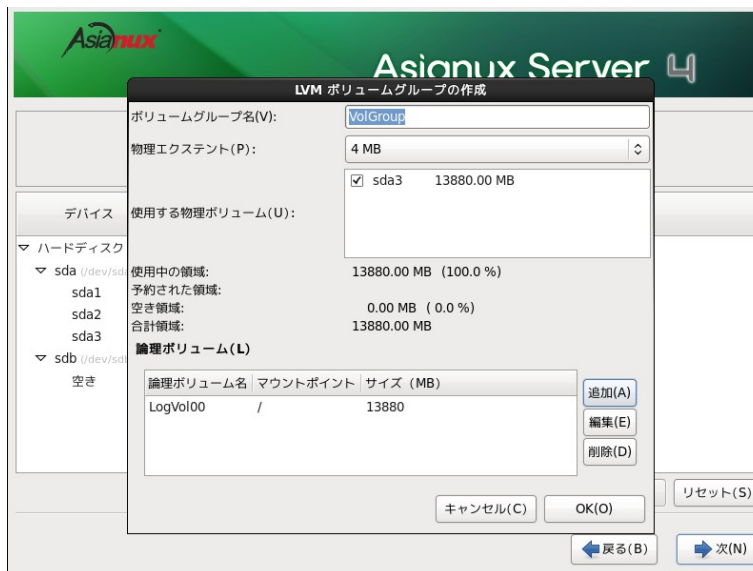 Asianux
Asianux Server 4
LVM ボリュームグループの作成
ボリュームグループ名(V): VolGroup
物理エクステント(P): 4 MB
使用する物理ボリューム(U): sda3 13880.00 MB
使用中の領域: 13880.00 MB (100.0 %)
予約された領域:
空き領域: 0.00 MB ( 0.0 %)
合計領域: 13880.00 MB
論理ボリューム(L)
論理ボリューム名 マウントポイント サイズ (MB)
LogVol00 / 13880
追加(A)
編集(E)
削除(D)
キャンセル(C) OK(O)
デバイス
ハードディスク
sda (/dev/sd
sda1
sda2
sda3
sdb (/dev/sd
空き
リセット(S)
戻る(B) 次(N)